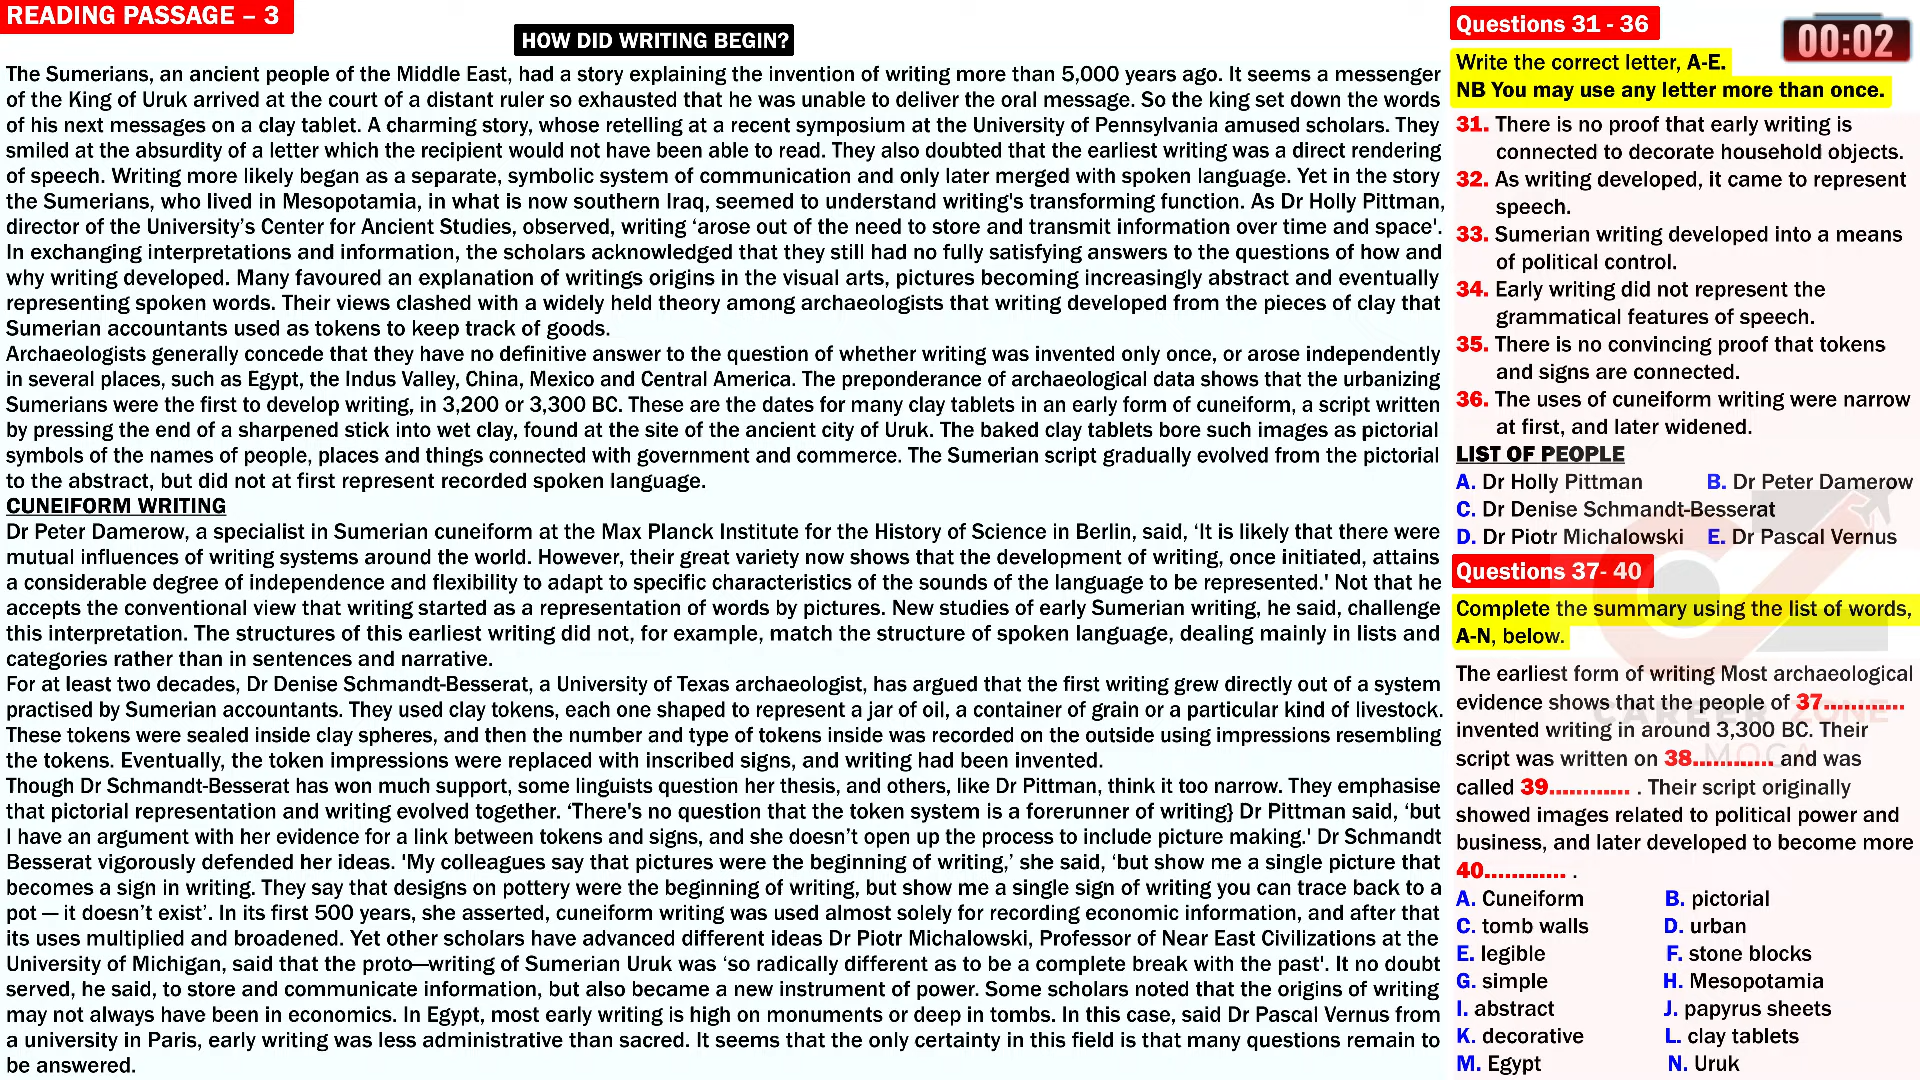 READING PASSAGE – 3
HOW DID WRITING BEGIN?
The Sumerians, an ancient people of the Middle East, had a story explaining the invention of writing more than 5,000 years ago. It seems a messenger
of the King of Uruk arrived at the court of a distant ruler so exhausted that he was unable to deliver the oral message. So the king set down the words
of his next messages on a clay tablet. A charming story, whose retelling at a recent symposium at the University of Pennsylvania amused scholars. They
smiled at the absurdity of a letter which the recipient would not have been able to read. They also doubted that the earliest writing was a direct rendering
of speech. Writing more likely began as a separate, symbolic system of communication and only later merged with spoken language. Yet in the story
the Sumerians, who lived in Mesopotamia, in what is now southern Iraq, seemed to understand writing's transforming function. As Dr Holly Pittman,
director of the University’s Center for Ancient Studies, observed, writing ‘arose out of the need to store and transmit information over time and space'.
In exchanging interpretations and information, the scholars acknowledged that they still had no fully satisfying answers to the questions of how and
why writing developed. Many favoured an explanation of writings origins in the visual arts, pictures becoming increasingly abstract and eventually
representing spoken words. Their views clashed with a widely held theory among archaeologists that writing developed from the pieces of clay that
Sumerian accountants used as tokens to keep track of goods.
Archaeologists generally concede that they have no definitive answer to the question of whether writing was invented only once, or arose independently
in several places, such as Egypt, the Indus Valley, China, Mexico and Central America. The preponderance of archaeological data shows that the urbanizing
Sumerians were the first to develop writing, in 3,200 or 3,300 BC. These are the dates for many clay tablets in an early form of cuneiform, a script written
by pressing the end of a sharpened stick into wet clay, found at the site of the ancient city of Uruk. The baked clay tablets bore such images as pictorial
symbols of the names of people, places and things connected with government and commerce. The Sumerian script gradually evolved from the pictorial
to the abstract, but did not at first represent recorded spoken language.
CUNEIFORM WRITING
Dr Peter Damerow, a specialist in Sumerian cuneiform at the Max Planck Institute for the History of Science in Berlin, said, ‘It is likely that there were
mutual influences of writing systems around the world. However, their great variety now shows that the development of writing, once initiated, attains
a considerable degree of independence and flexibility to adapt to specific characteristics of the sounds of the language to be represented.' Not that he
accepts the conventional view that writing started as a representation of words by pictures. New studies of early Sumerian writing, he said, challenge
this interpretation. The structures of this earliest writing did not, for example, match the structure of spoken language, dealing mainly in lists and
categories rather than in sentences and narrative.
For at least two decades, Dr Denise Schmandt-Besserat, a University of Texas archaeologist, has argued that the first writing grew directly out of a system
practised by Sumerian accountants. They used clay tokens, each one shaped to represent a jar of oil, a container of grain or a particular kind of livestock.
These tokens were sealed inside clay spheres, and then the number and type of tokens inside was recorded on the outside using impressions resembling
the tokens. Eventually, the token impressions were replaced with inscribed signs, and writing had been invented.
Though Dr Schmandt-Besserat has won much support, some linguists question her thesis, and others, like Dr Pittman, think it too narrow. They emphasise
that pictorial representation and writing evolved together. ‘There's no question that the token system is a forerunner of writing} Dr Pittman said, ‘but
I have an argument with her evidence for a link between tokens and signs, and she doesn’t open up the process to include picture making.' Dr Schmandt
Besserat vigorously defended her ideas. 'My colleagues say that pictures were the beginning of writing,’ she said, ‘but show me a single picture that
becomes a sign in writing. They say that designs on pottery were the beginning of writing, but show me a single sign of writing you can trace back to a
pot — it doesn’t exist’. In its first 500 years, she asserted, cuneiform writing was used almost solely for recording economic information, and after that
its uses multiplied and broadened. Yet other scholars have advanced different ideas Dr Piotr Michalowski, Professor of Near East Civilizations at the
University of Michigan, said that the proto—writing of Sumerian Uruk was ‘so radically different as to be a complete break with the past'. It no doubt
served, he said, to store and communicate information, but also became a new instrument of power. Some scholars noted that the origins of writing
may not always have been in economics. In Egypt, most early writing is high on monuments or deep in tombs. In this case, said Dr Pascal Vernus from
a university in Paris, early writing was less administrative than sacred. It seems that the only certainty in this field is that many questions remain to
be answered.
Questions 31 - 36
00:02
Write the correct letter, A-E.
NB You may use any letter more than once.
31. There is no proof that early writing is
connected to decorate household objects.
32. As writing developed, it came to represent
speech.
33. Sumerian writing developed into a means
of political control.
34. Early writing did not represent the
grammatical features of speech.
35. There is no convincing proof that tokens
and signs are connected.
36. The uses of cuneiform writing were narrow
at first, and later widened.
LIST OF PEOPLE
A. Dr Holly Pittman B. Dr Peter Damerow
C. Dr Denise Schmandt-Besserat
D. Dr Piotr Michalowski E. Dr Pascal Vernus
Questions 37- 40
Complete the summary using the list of words,
A-N, below.
The earliest form of writing Most archaeological
evidence shows that the people of 37............
invented writing in around 3,300 BC. Their
script was written on 38............ and was
called 39............ . Their script originally
showed images related to political power and
business, and later developed to become more
40............ .
A. Cuneiform B. pictorial
C. tomb walls D. urban
E. legible F. stone blocks
G. simple H. Mesopotamia
I. abstract J. papyrus sheets
K. decorative L. clay tablets
M. Egypt N. Uruk
CAREER ZONE
MOGA